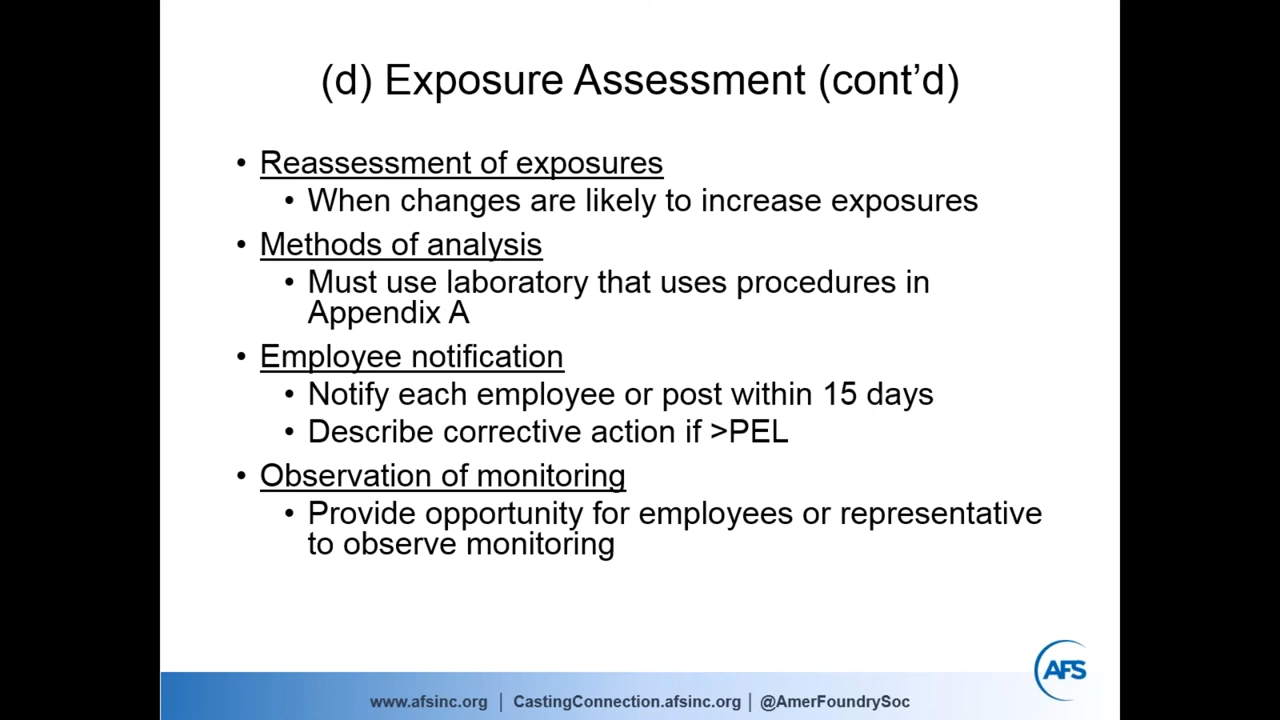 (d) Exposure Assessment (cont’d)
• Reassessment of exposures
• When changes are likely to increase exposures
• Methods of analysis
• Must use laboratory that uses procedures in
Appendix A
• Employee notification
• Notify each employee or post within 15 days
• Describe corrective action if >PEL
• Observation of monitoring
• Provide opportunity for employees or representative
to observe monitoring
AFS
www.afsinc.org | CastingConnection.afsinc.org | @AmerFoundrySoc